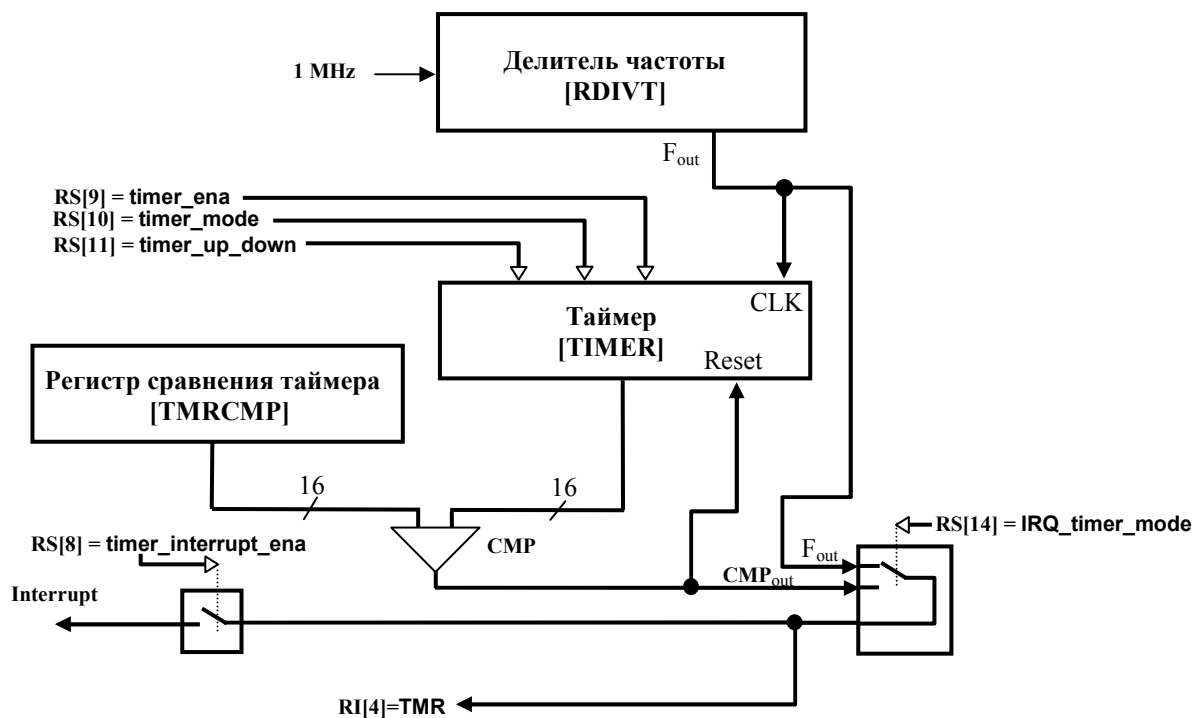 Делитель частоты
[RDIVT]
1 MHz
Fout
RS[9] = timer_ena
RS[10] = timer_mode
RS[11] = timer_up_down
CLK
Таймер
[TIMER]
Reset
Регистр сравнения таймера
[TMRCMP]
16
16
RS[8] = timer_interrupt_ena
CMP
RS[14] = IRQ_timer_mode
Fout
CMPout
Interrupt
RI[4]=TMR